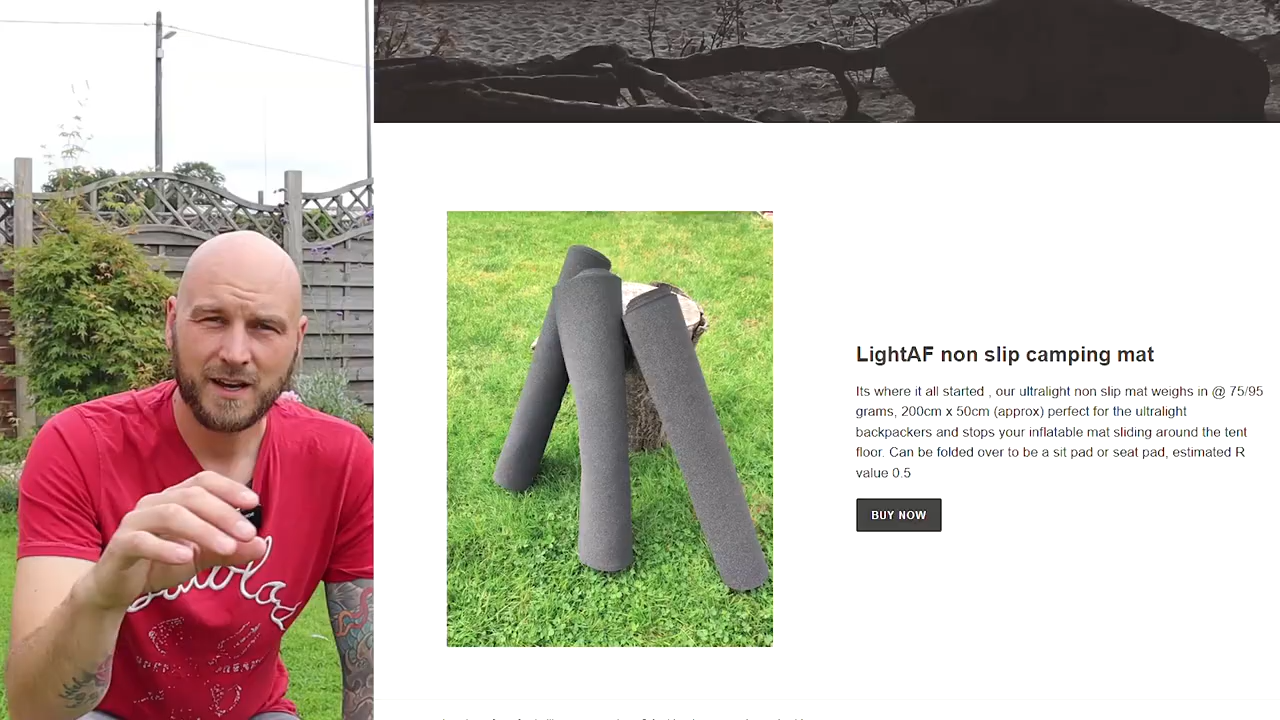 LightAF non slip camping mat
Its where it all started , our ultralight non slip mat weighs in @ 75/95
grams, 200cm x 50cm (approx) perfect for the ultralight
backpackers and stops your inflatable mat sliding around the tent
floor. Can be folded over to be a sit pad or seat pad, estimated R
value 0.5
BUY NOW